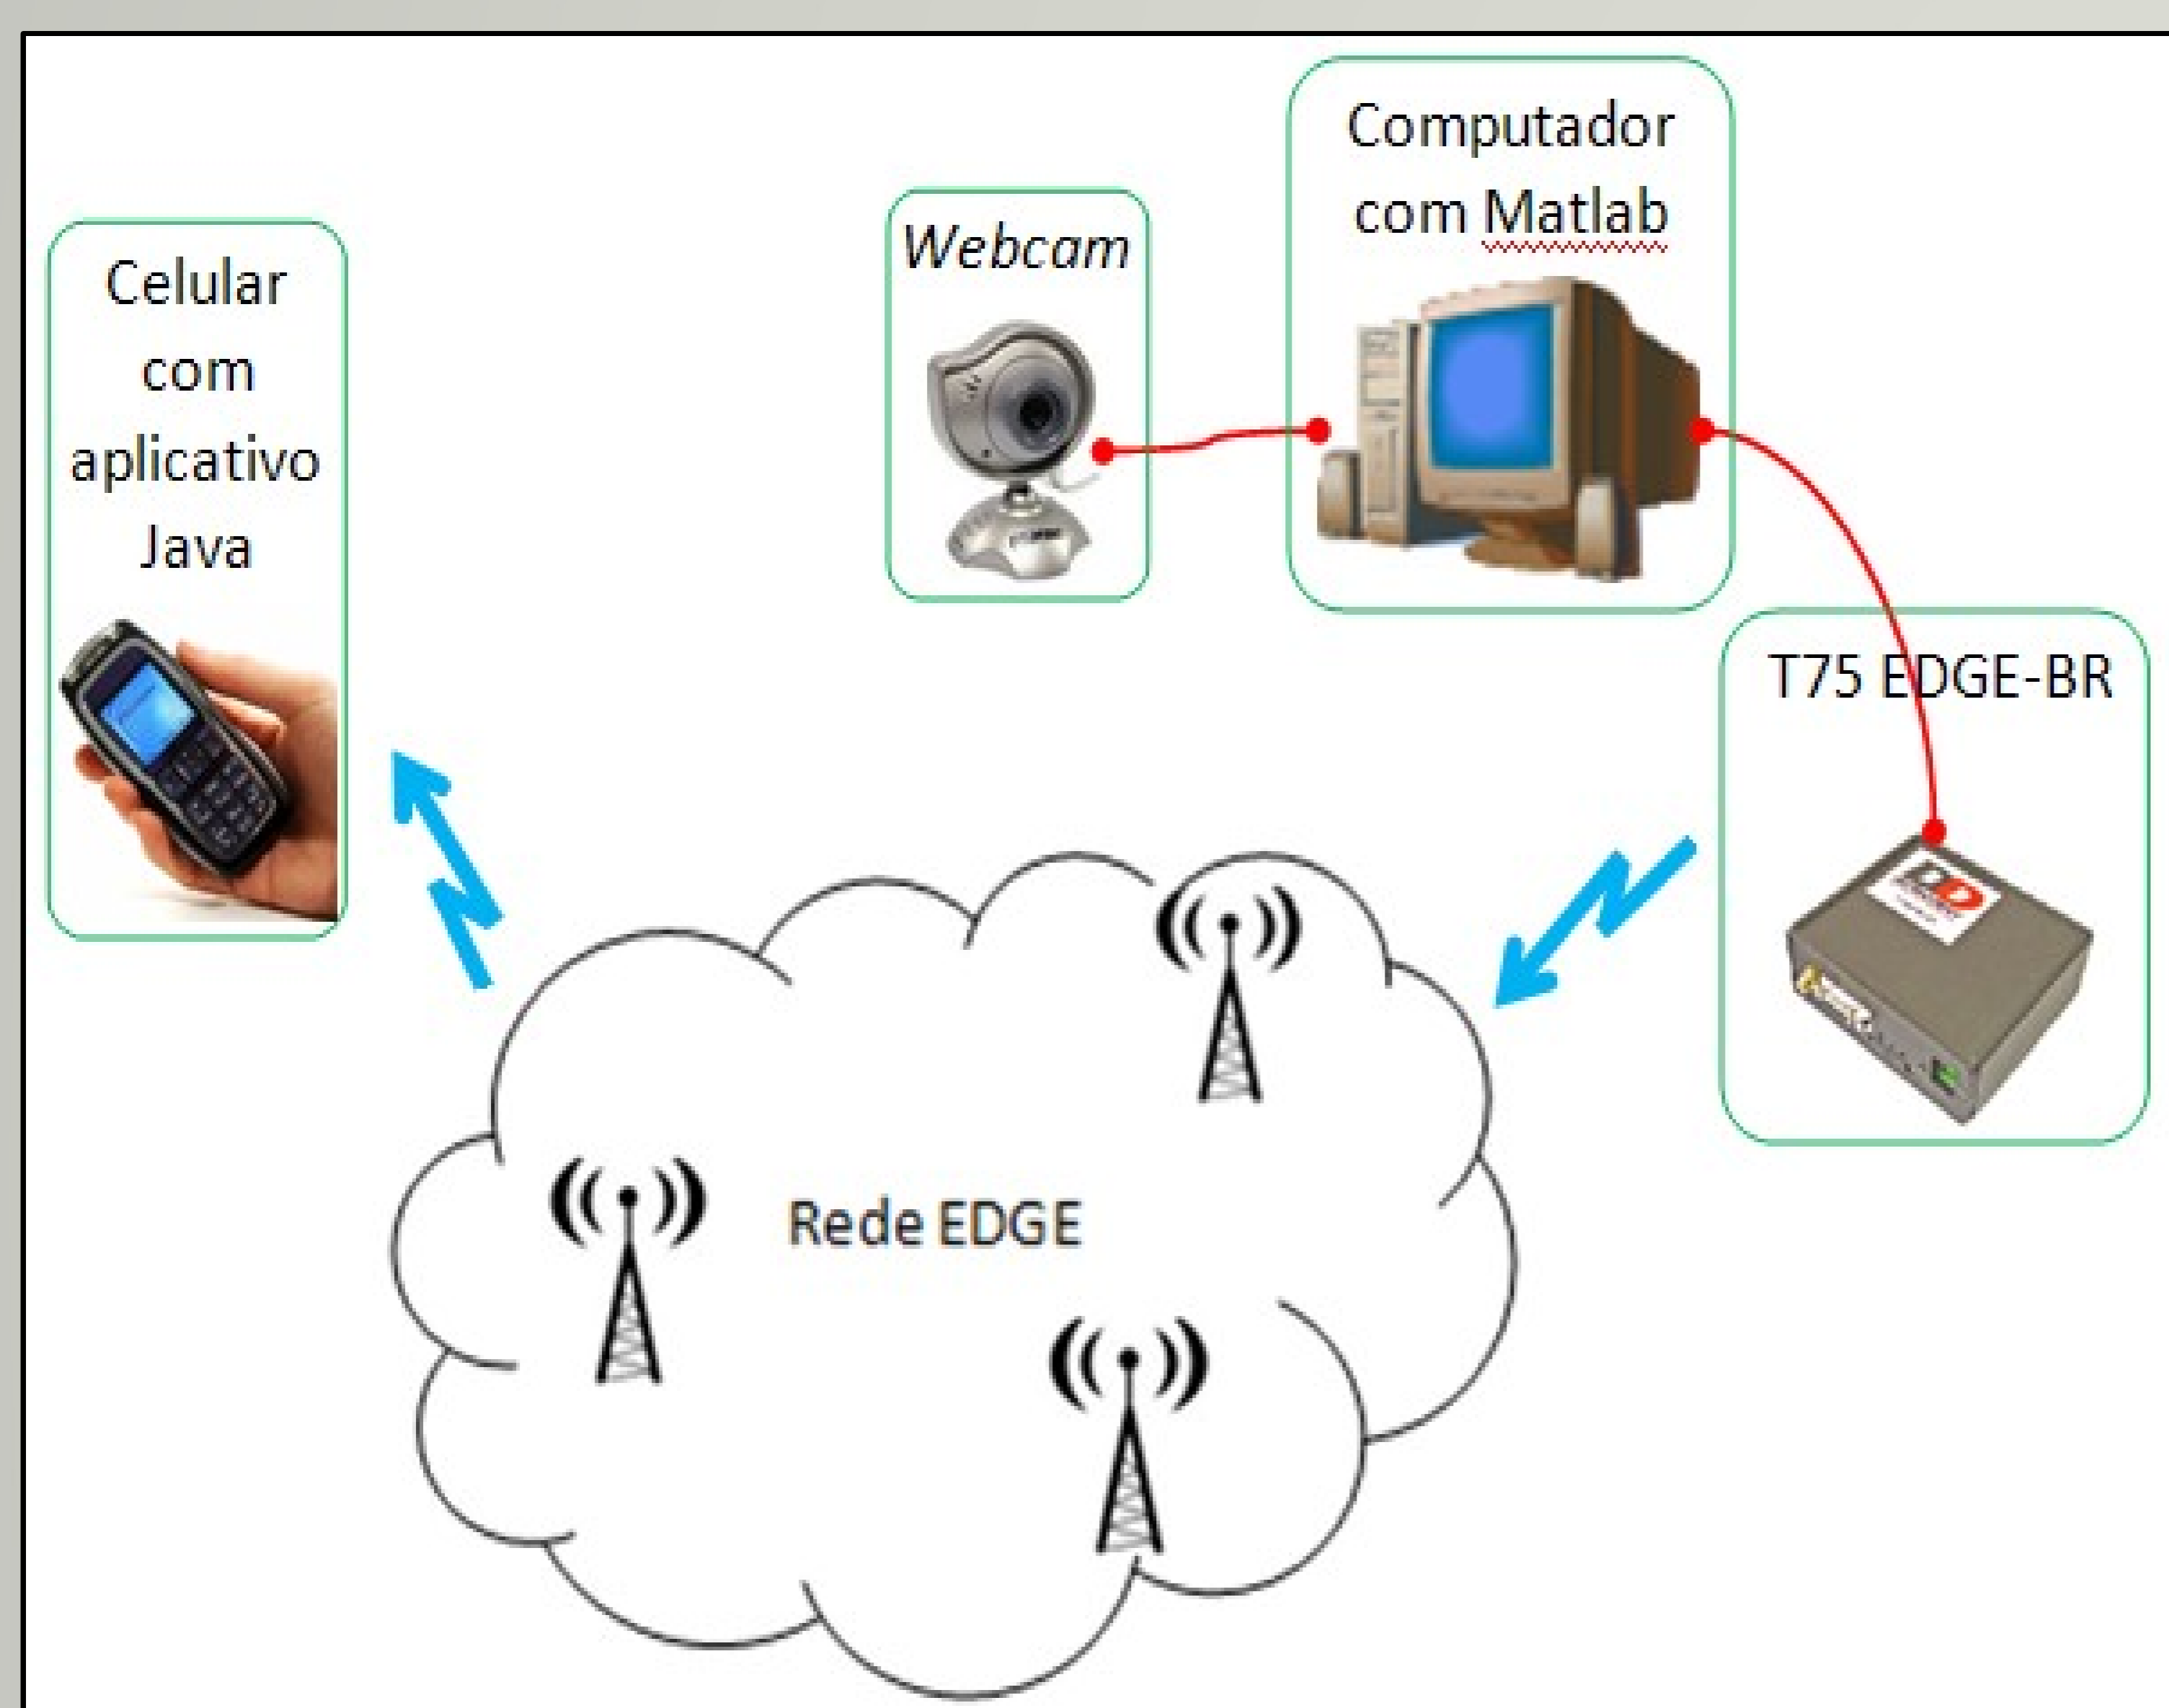 Celular
com
aplicativo
Java
Webcam
Computador
com Matlab
T75 EDGE-BR
Rede EDGE